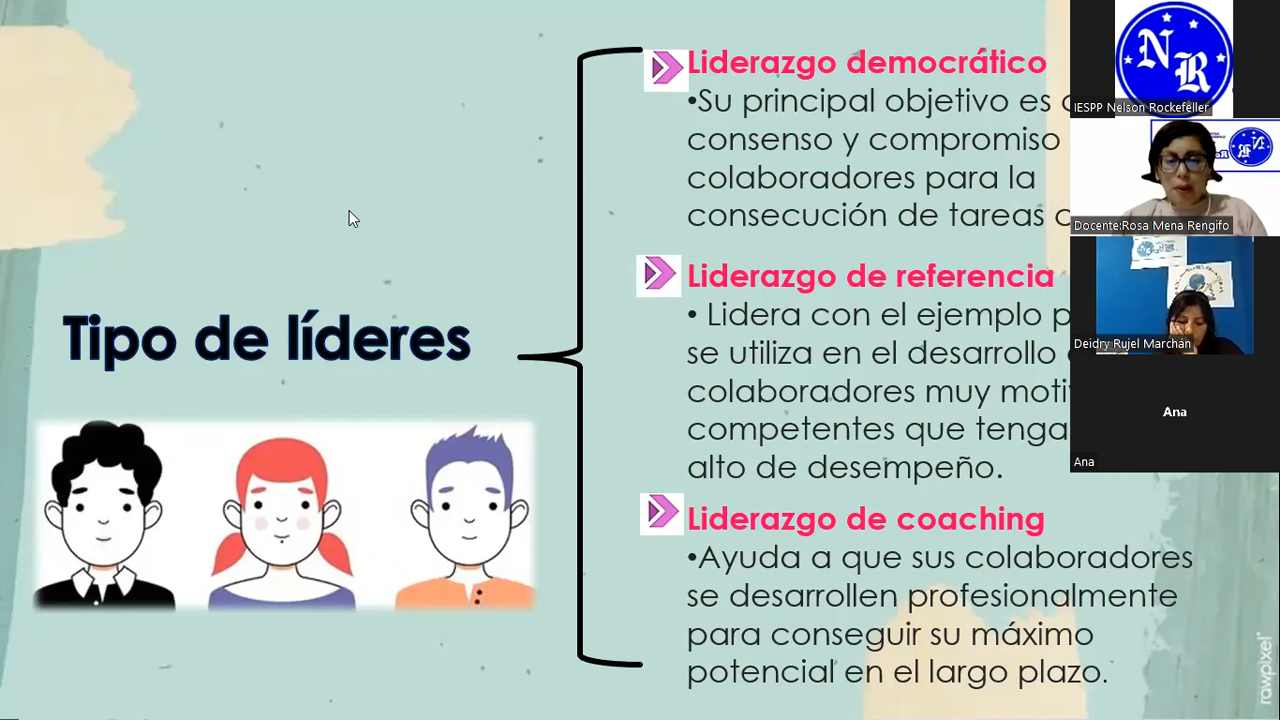 Tipo de líderes
Liderazgo democrático
•Su principal objetivo es
consenso y compromiso
colaboradores para la
consecución de tareas
Liderazgo de referencia
• Lidera con el ejemplo
se utiliza en el desarrollo
colaboradores muy
competentes que
alto de desempeño.
Liderazgo de coaching
•Ayuda a que sus colaboradores
se desarrollen profesionalmente
para conseguir su máximo
potencial en el largo plazo.
NR
IESPP Nelson Rockefeller
Docente:Rosa Mena Rengifo
Deidry Rujel Marchán
Ana
Ana
rawpixel